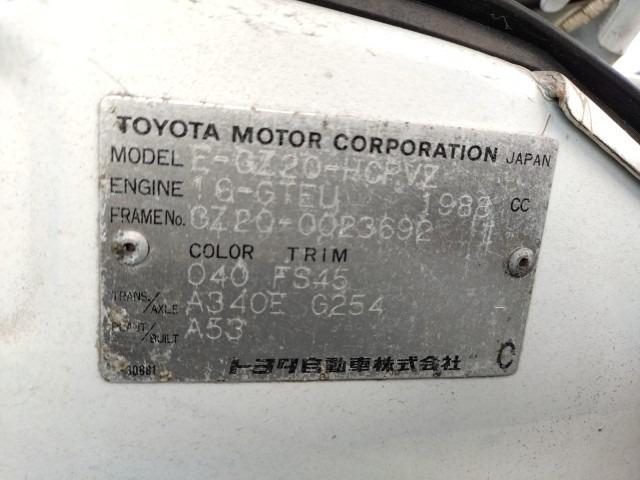 TOYOTA MOTOR CORPORATION JAPAN
MODEL E-GZ20-HCPVZ
ENGINE 1G-GTEU 1988 CC
FRAME No. GZ20-0023692
COLOR TRIM
040 FS45
TRANS/AXLE A340E G254 -
PLANT/BUILT A53
トヨタ自動車株式会社 C